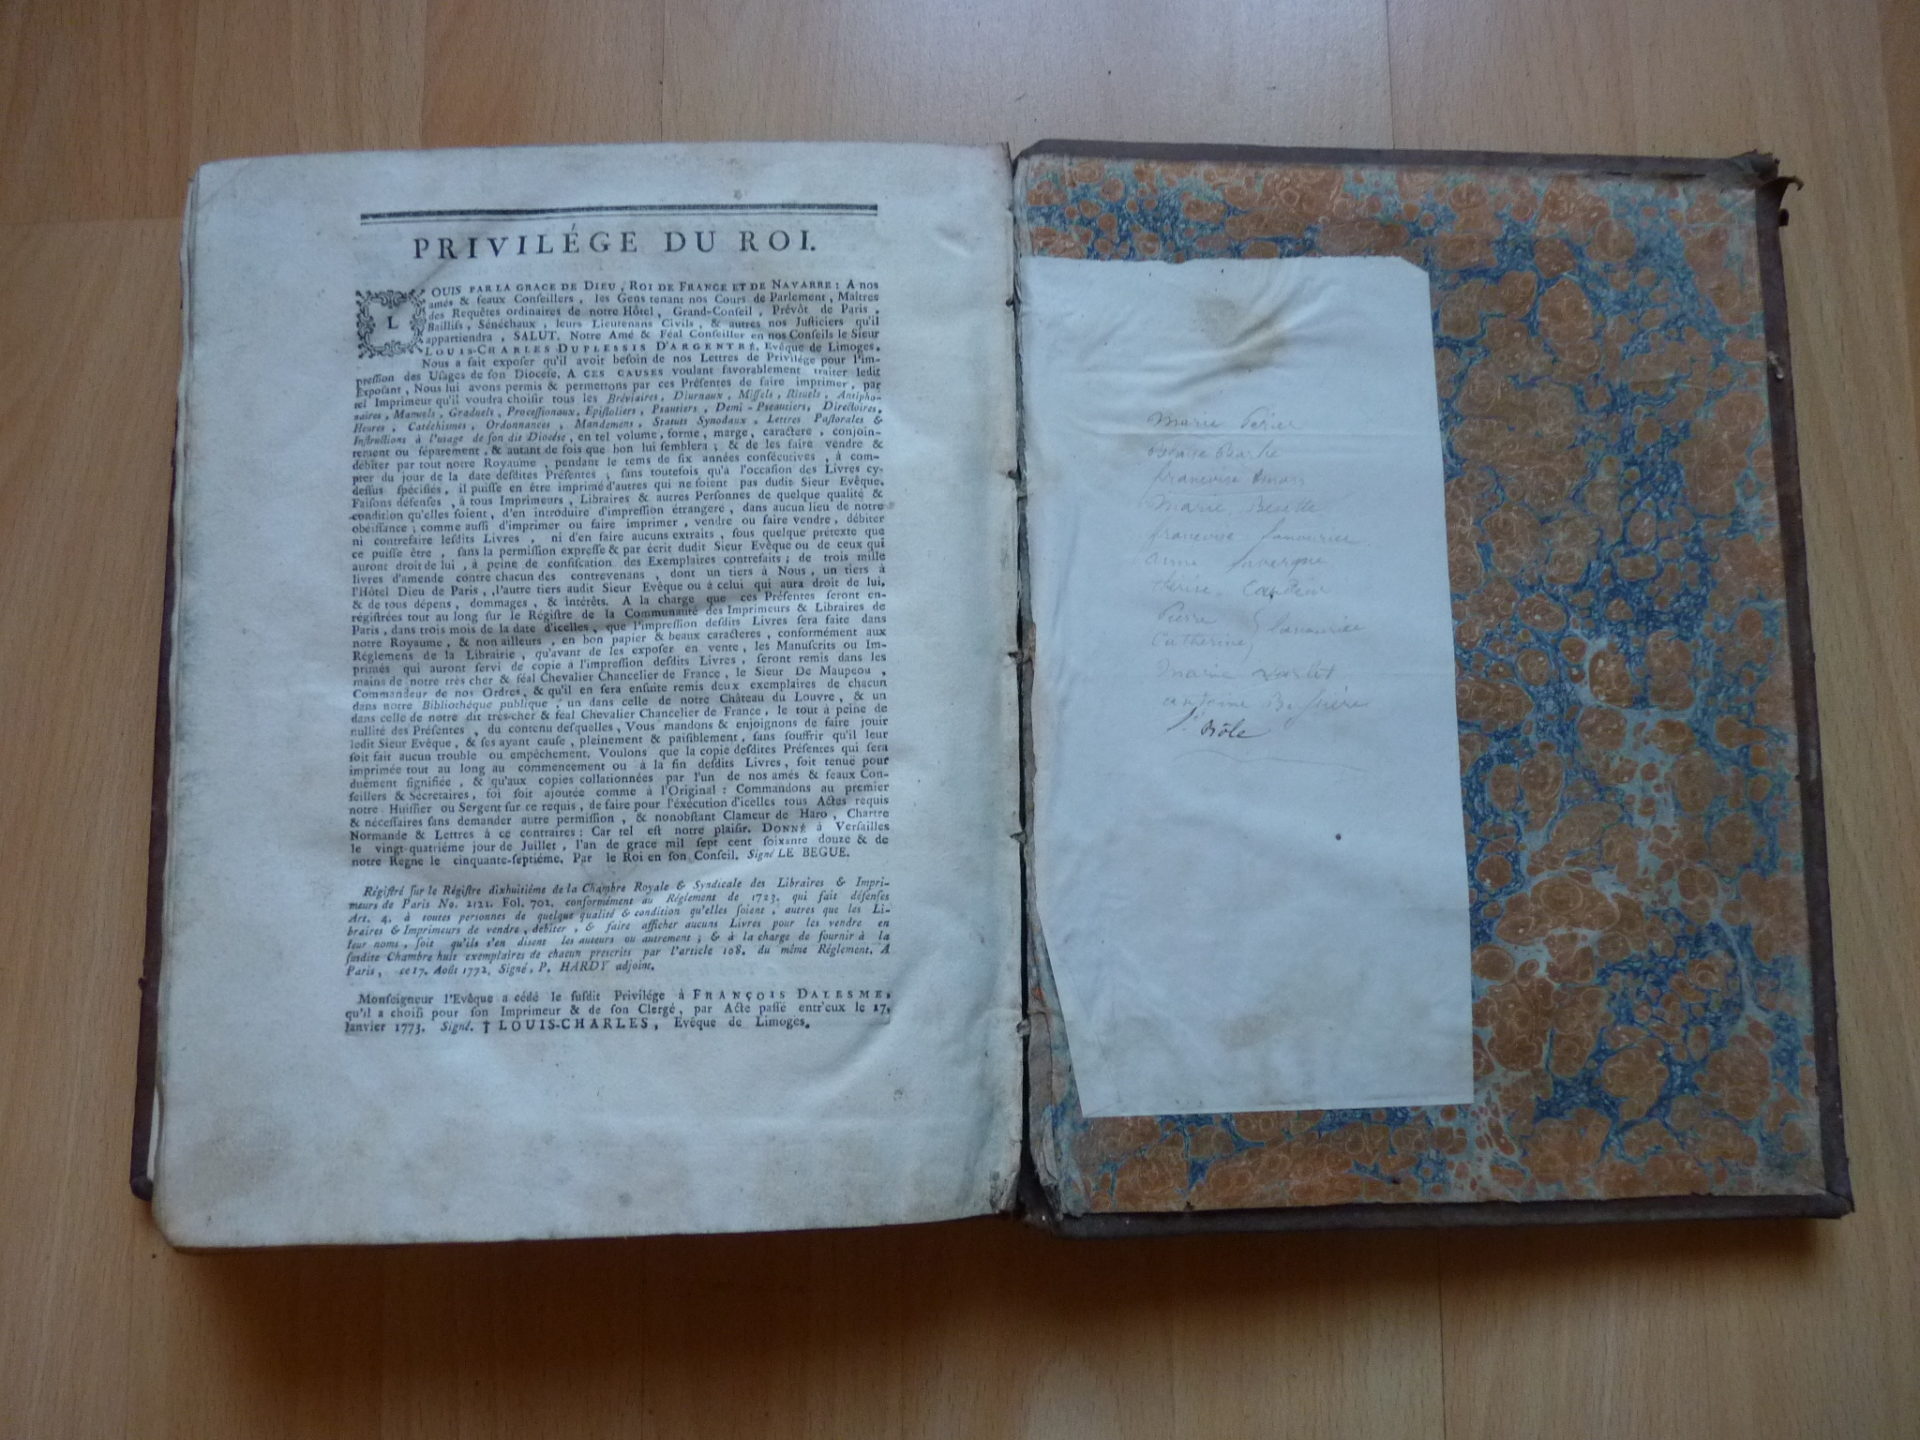 PRIVILÉGE DU ROI.
LOUIS PAR LA GRACE DE DIEU, ROI DE FRANCE ET DE NAVARRE: A nos
amés & feaux Conseillers, les Gens tenant nos Cours de Parlement, Maîtres
des Requêtes ordinaires de notre Hôtel, Grand-Conseil, Prévôt de Paris,
Baillifs, Sénéchaux, leurs Lieutenans Civils, & autres nos Justiciers qu'il
appartiendra, SALUT. Notre Amé & Féal Conseiller en nos Conseils le Sieur
LOUIS-CHARLES DUPLESSIS D'ARGENTRÉ, Evêque de Limoges,
Nous a fait exposer qu'il avoit besoin de nos Lettres de Privilége pour l'im-
pression des Usages de son Diocese. A CES CAUSES voulant favorablement traiter ledit
Exposant, Nous lui avons permis & permettons par ces Présentes de faire imprimer, par
tel Imprimeur qu'il voudra choisir tous les Bréviaires, Diurnaux, Missels, Rituels, Antipho-
naires, Manuels, Graduels, Processionaux, Epistoliers, Psautiers, Demi-Pseautiers, Directoires,
Heures, Catéchismes, Ordonnances, Mandemens, Statuts Synodaux, Lettres Pastorales &
Instructions à l'usage de son dit Diocése, en tel volume, forme, marge, caractere, conjoin-
tement ou séparement, & autant de fois que bon lui semblera; & de les faire vendre &
débiter par tout notre Royaume, pendant le tems de six années consécutives, à com-
pter du jour de la date desdites Présentes; sans toutefois qu'à l'occasion des Livres cy-
dessus spécifiés, il puisse en être imprimé d'autres qui ne soient pas dudit Sieur Evêque.
Faisons défenses, à tous Imprimeurs, Libraires & autres Personnes de quelque qualité &
condition qu'elles soient, d'en introduire d'impression étrangere, dans aucun lieu de notre
obéissance; comme aussi d'imprimer ou faire imprimer, vendre ou faire vendre, débiter
ni contrefaire lesdits Livres, ni d'en faire aucuns extraits, sous quelque prétexte que
ce puisse être, sans la permission expresse & par écrit dudit Sieur Evêque ou de ceux qui
auront droit de lui, à peine de confiscation des Exemplaires contrefaits; de trois mille
livres d'amende contre chacun des contrevenans, dont un tiers à Nous, un tiers à
l'Hôtel Dieu de Paris, l'autre tiers audit Sieur Evêque ou à celui qui aura droit de lui,
& de tous dépens, dommages, & intérêts. A la charge que ces Présentes seront en-
régistrées tout au long sur le Régistre de la Communauté des Imprimeurs & Libraires de
Paris, dans trois mois de la date d'icelles, que l'impression desdits Livres sera faite dans
notre Royaume, & non ailleurs, en bon papier & beaux caracteres, conformément aux
Réglemens de la Librairie, qu'avant de les exposer en vente, les Manuscrits ou Im-
primés qui auront servi de copie à l'impression desdits Livres, seront remis dans les
mains de notre très cher & féal Chevalier Chancelier de France, le Sieur De Maupeou,
Commandeur de nos Ordres, & qu'il en sera ensuite remis deux exemplaires de chacun
dans notre Bibliothéque publique, un dans celle de notre Château du Louvre, & un
dans celle de notre dit très-cher & féal Chevalier Chancelier de France, le tout à peine de
nullité des Présentes, du contenu desquelles, Vous mandons & enjoignons de faire jouir
ledit Sieur Evêque, & ses ayant cause, pleinement & paisiblement, sans souffrir qu'il leur
soit fait aucun trouble ou empêchement. Voulons que la copie desdites Présentes qui sera
imprimée tout au long au commencement ou à la fin desdits Livres, soit tenue pour
duement signifiée, & qu'aux copies collationnées par l'un de nos amés & feaux Con-
seillers & Sécretaires, foi soit ajoutée comme à l'Original: Commandons au premier
notre Huissier ou Sergent sur ce requis, de faire pour l'éxécution d'icelles tous Actes requis
& nécessaires sans demander autre permission, & nonobstant Clameur de Haro, Chartre
Normande & Lettres à ce contraires: Car tel est notre plaisir. DONNÉ à Versailles
le vingt-quatriéme jour de Juillet, l'an de grace mil sept cent soixante douze & de
notre Regne le cinquante-septiéme. Par le Roi en son Conseil. Signé LE BEGUE.
Régistré sur le Régistre dixhuitiéme de la Chambre Royale & Syndicale des Libraires & Impri-
meurs de Paris No. 2121. Fol. 702. conformément au Réglement de 1723. qui fait défenses
Art. 4. à toutes personnes de quelque qualité & condition qu'elles soient, autres que les Li-
braires & Imprimeurs de vendre, débiter, & faire afficher aucuns Livres pour les vendre en
leur noms, soit qu'ils s'en disent les auteurs ou autrement; & à la charge de fournir à la
susdite Chambre huit exemplaires de chacun prescrits par l'article 108. du même Réglement. A
Paris, ce 17. Août 1772. Signé, P. HARDY adjoint.
Monseigneur l'Evêque a cédé le susdit Privilége à FRANÇOIS DALESME,
qu'il a choisi pour son Imprimeur & de son Clergé, par Acte passé entr'eux le 17,
Janvier 1773. Signé. † LOUIS-CHARLES, Evêque de Limoges.
Marie Périer
francoise
Marie
francoise
anna
thérèse
Pierre
Catherine
Marie
antoine
Drôle